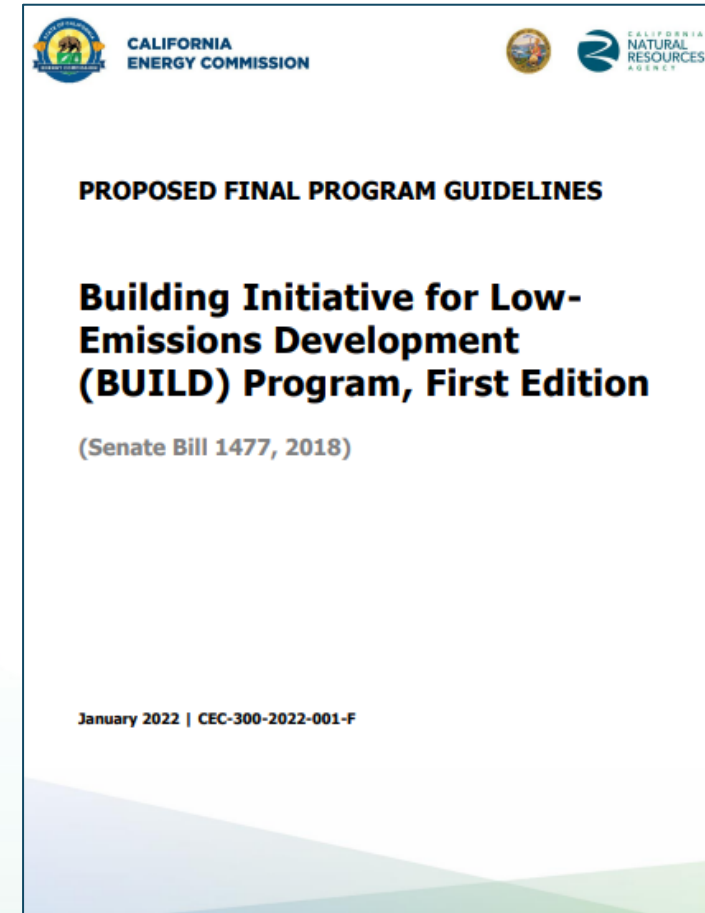 CALIFORNIA
ENERGY COMMISSION
CALIFORNIA
NATURAL
RESOURCES
AGENCY
PROPOSED FINAL PROGRAM GUIDELINES
Building Initiative for Low-
Emissions Development
(BUILD) Program, First Edition
(Senate Bill 1477, 2018)
January 2022 | CEC-300-2022-001-F